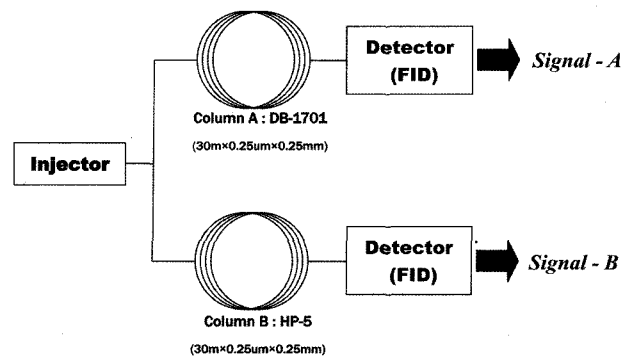 Detector
(FID)
Signal - A
Column A : DB-1701
(30m×0.25um×0.25mm)
Injector
Detector
(FID)
Signal - B
Column B : HP-5
(30m×0.25um×0.25mm)